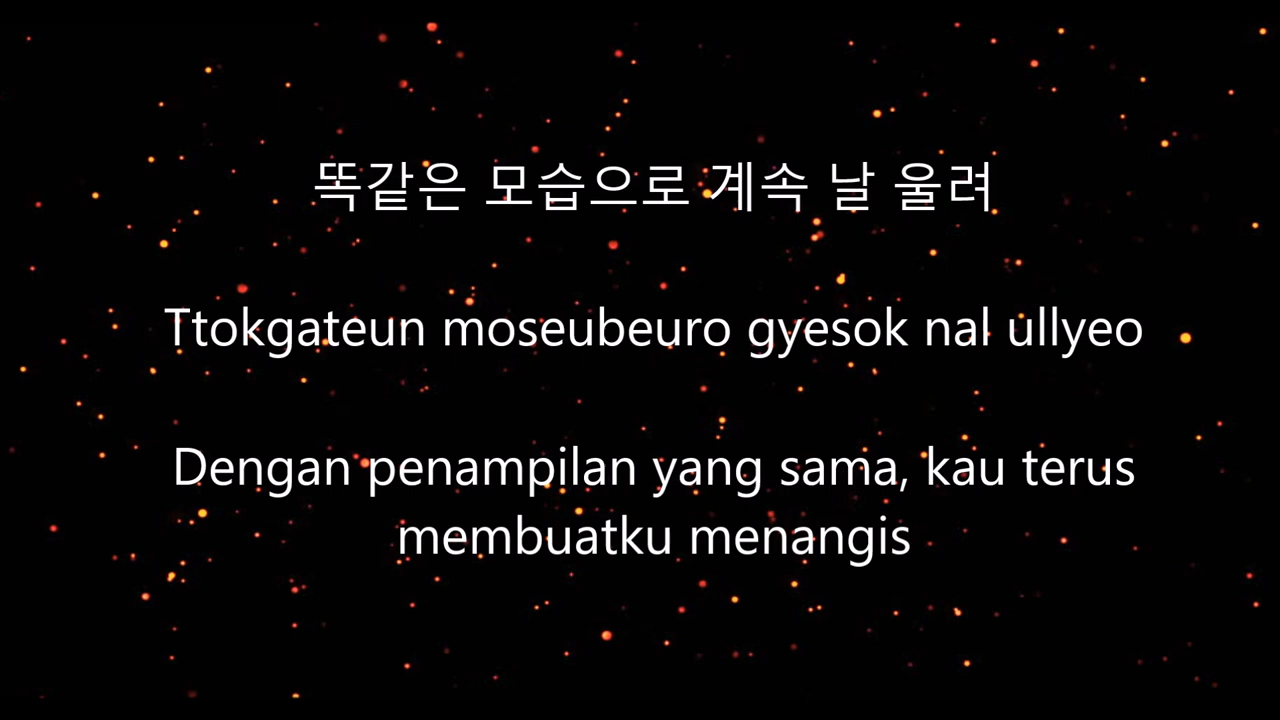 똑같은 모습으로 계속 날 울려
Ttokgateun moseubeuro gyesok nal ullyeo
Dengan penampilan yang sama, kau terus
membuatku menangis